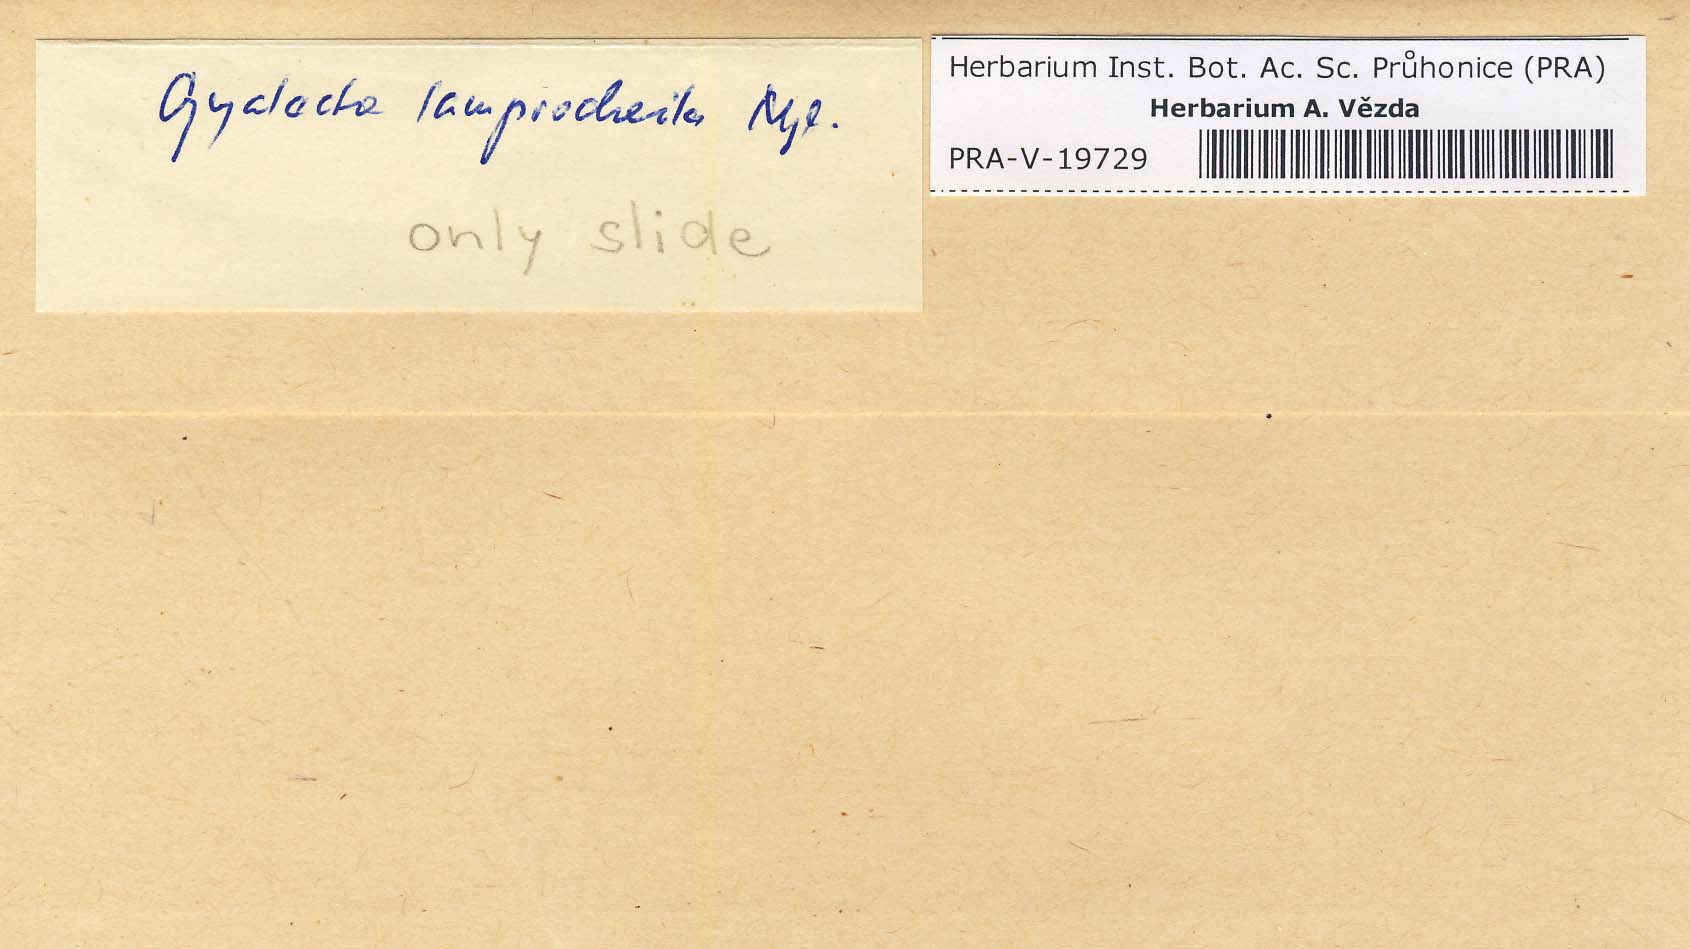 Gyalecta lamprocheila Nyl.
only slide
Herbarium Inst. Bot. Ac. Sc. Průhonice (PRA)
Herbarium A. Vězda
PRA-V-19729